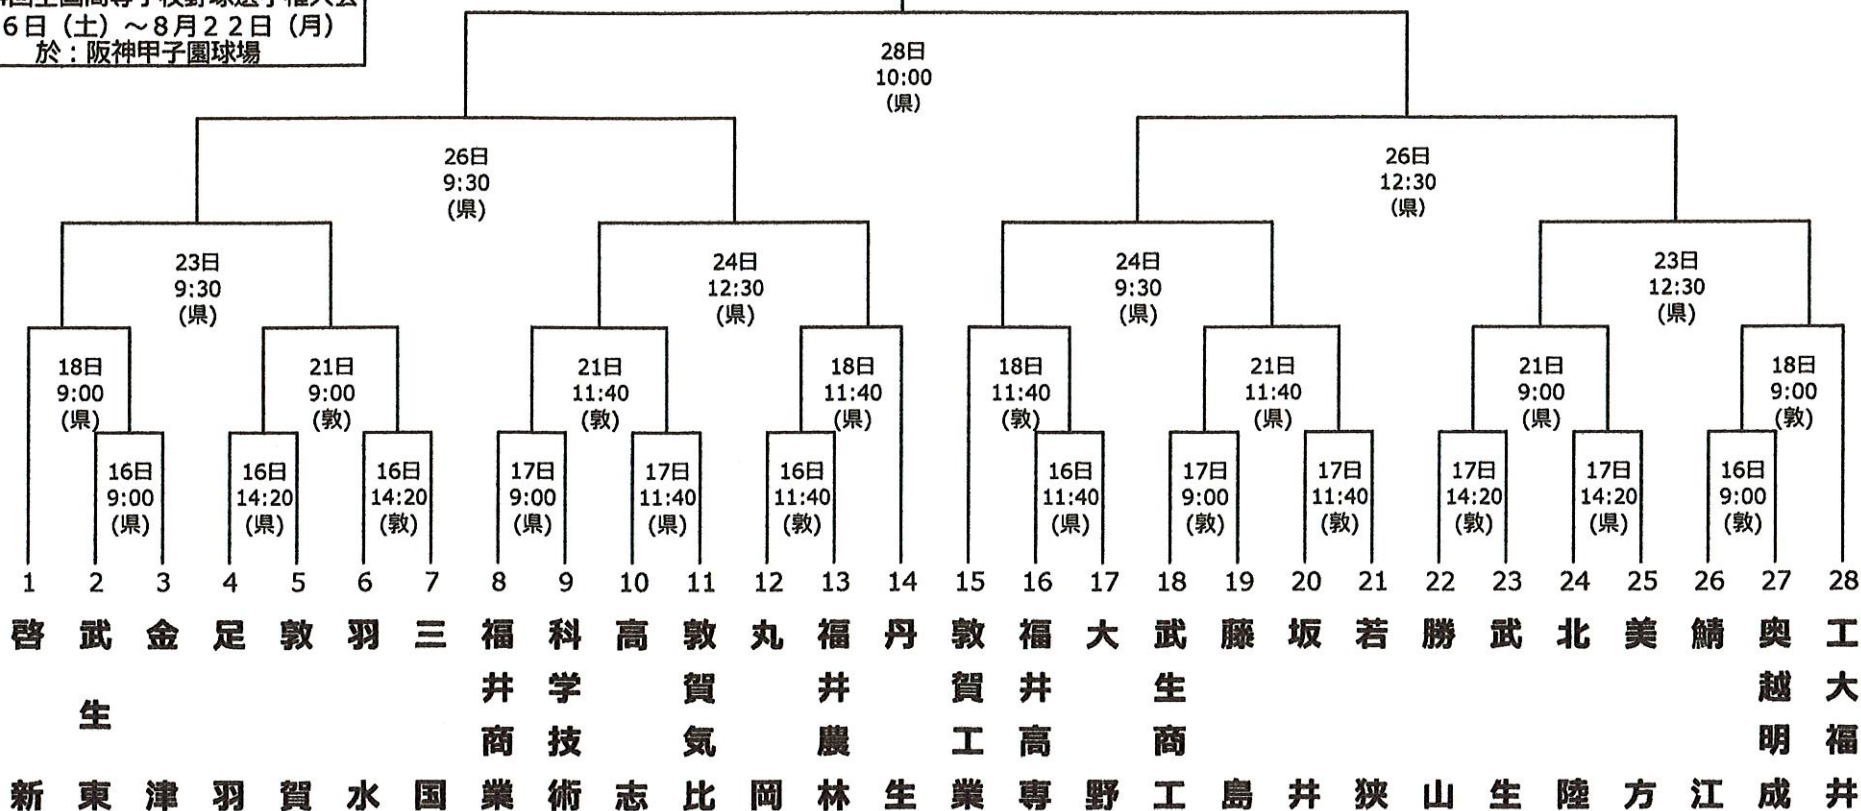 回全国高等学校野球選手権大会
6日（土）～8月22日（月）
於：阪神甲子園球場
28日
10:00
(県)
26日
9:30
(県)
26日
12:30
(県)
23日
9:30
(県)
24日
12:30
(県)
24日
9:30
(県)
23日
12:30
(県)
18日
9:00
(県)
21日
9:00
(敦)
21日
11:40
(敦)
18日
11:40
(県)
18日
11:40
(敦)
21日
11:40
(県)
21日
9:00
(県)
18日
9:00
(敦)
16日
9:00
(県)
16日
14:20
(県)
16日
14:20
(敦)
17日
9:00
(県)
17日
11:40
(県)
16日
11:40
(敦)
16日
11:40
(県)
17日
9:00
(敦)
17日
11:40
(敦)
17日
14:20
(敦)
17日
14:20
(県)
16日
9:00
(敦)
1 2 3 4 5 6 7 8 9 10 11 12 13 14 15 16 17 18 19 20 21 22 23 24 25 26 27 28
啓新
武生東
金津
足羽
敦賀
羽水
三国
福井商業
科学技術
高志
敦賀気比
丸岡
福井農林
丹生
敦賀工業
福井高専
大野
武生商工
藤島
坂井
若狭
勝山
武生
北陸
美方
鯖江
奥越明成
工大福井